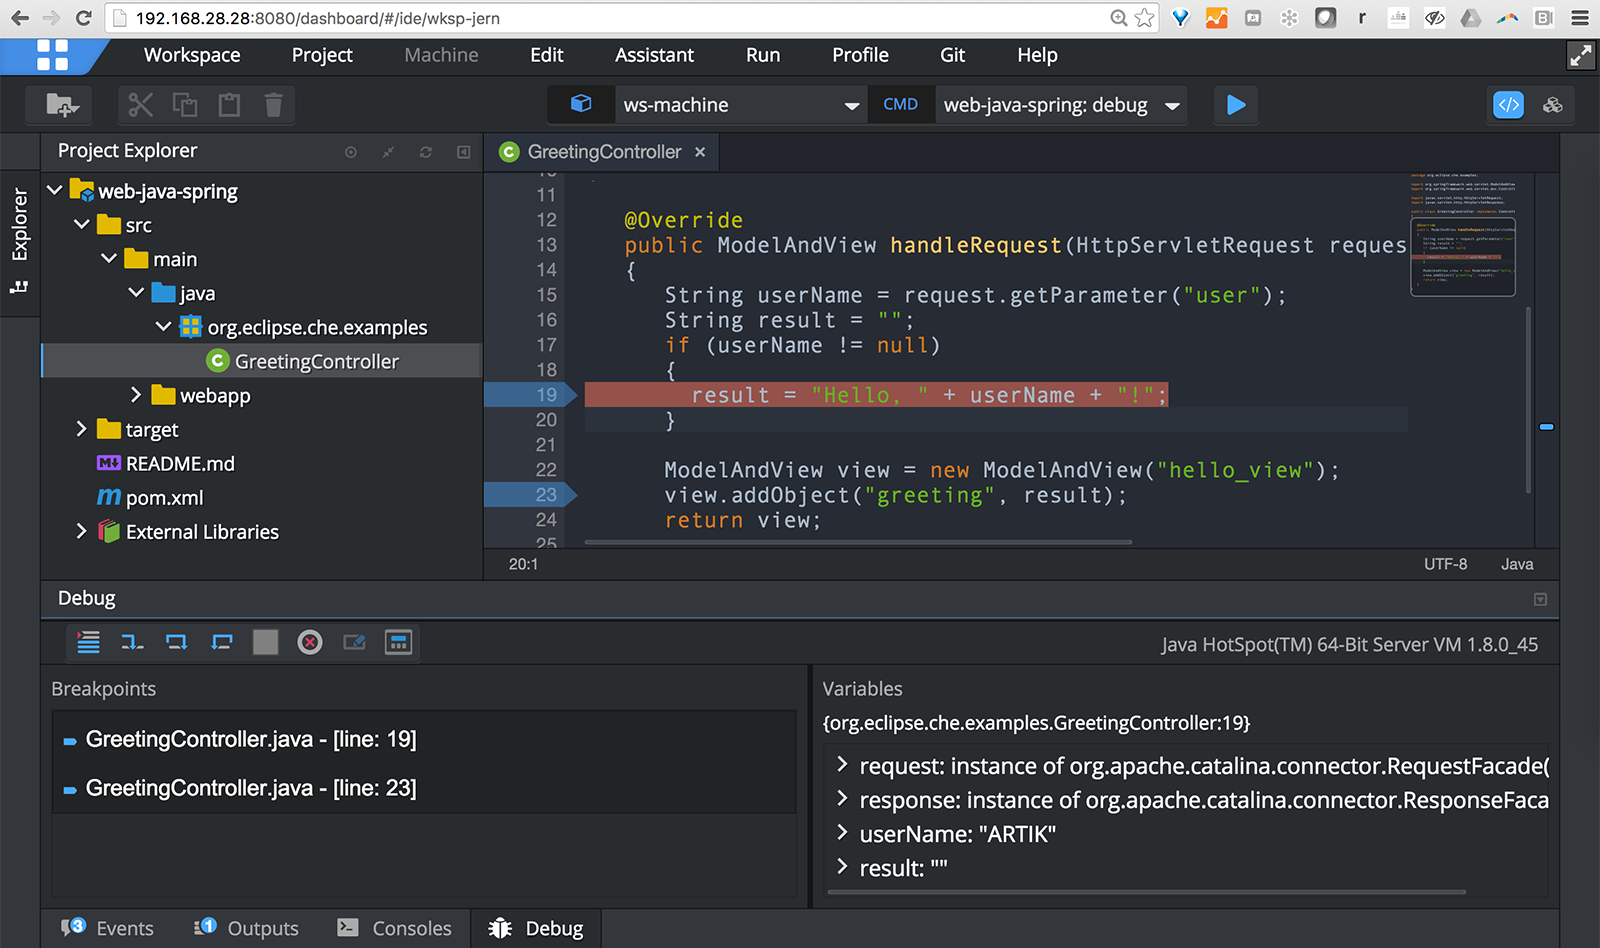 192.168.28.28:8080/dashboard/#/ide/wksp-jern
Workspace Project Machine Edit Assistant Run Profile Git Help
ws-machine CMD web-java-spring: debug
Explorer
Project Explorer
web-java-spring
src
main
java
org.eclipse.che.examples
GreetingController
webapp
target
README.md
pom.xml
External Libraries
GreetingController ×
11
12 @Override
13 public ModelAndView handleRequest(HttpServletRequest reques
14 {
15 String userName = request.getParameter("user");
16 String result = "";
17 if (userName != null)
18 {
19 result = "Hello, " + userName + "!";
20 }
21
22 ModelAndView view = new ModelAndView("hello_view");
23 view.addObject("greeting", result);
24 return view;
25
20:1 UTF-8 Java
Debug
Java HotSpot(TM) 64-Bit Server VM 1.8.0_45
Breakpoints
GreetingController.java - [line: 19]
GreetingController.java - [line: 23]
Variables
{org.eclipse.che.examples.GreetingController:19}
request: instance of org.apache.catalina.connector.RequestFacade(
response: instance of org.apache.catalina.connector.ResponseFaca
userName: "ARTIK"
result: ""
3 Events 1 Outputs Consoles Debug